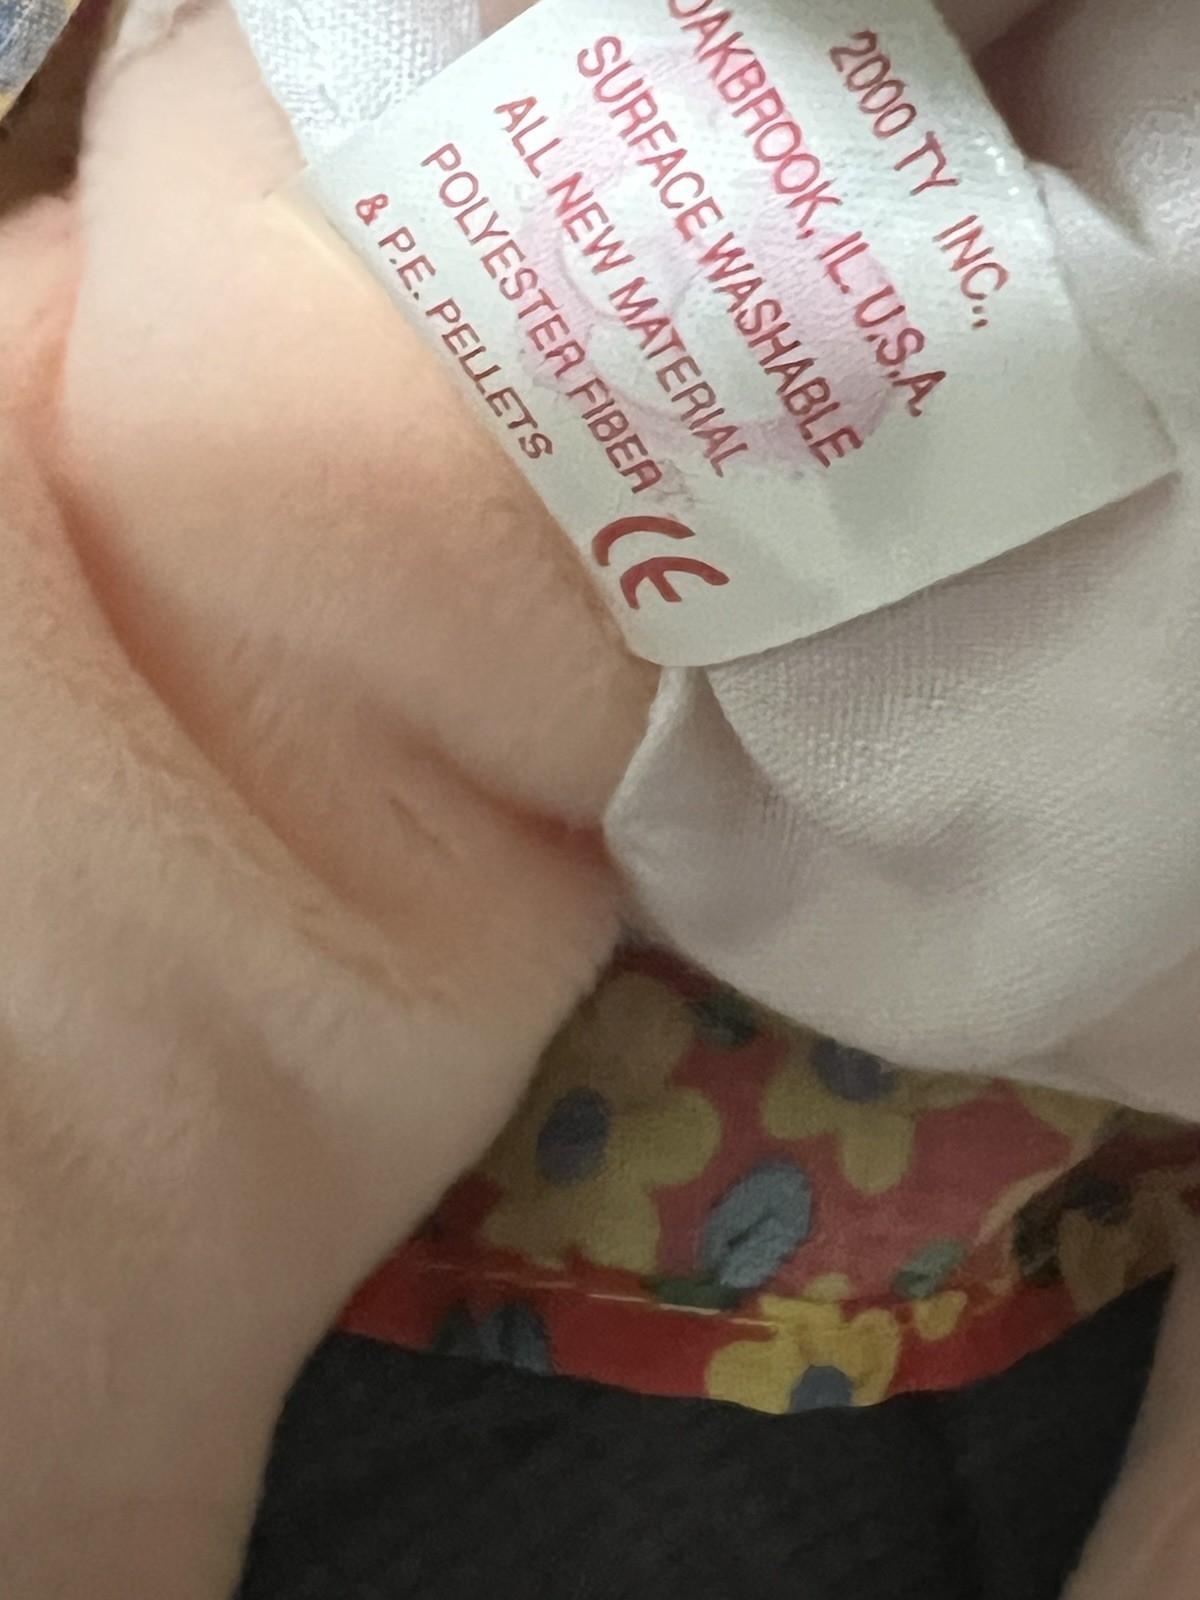 2000 TY INC.,
OAKBROOK, IL. U.S.A.
SURFACE WASHABLE
ALL NEW MATERIAL
POLYESTER FIBER
& P.E. PELLETS
CE